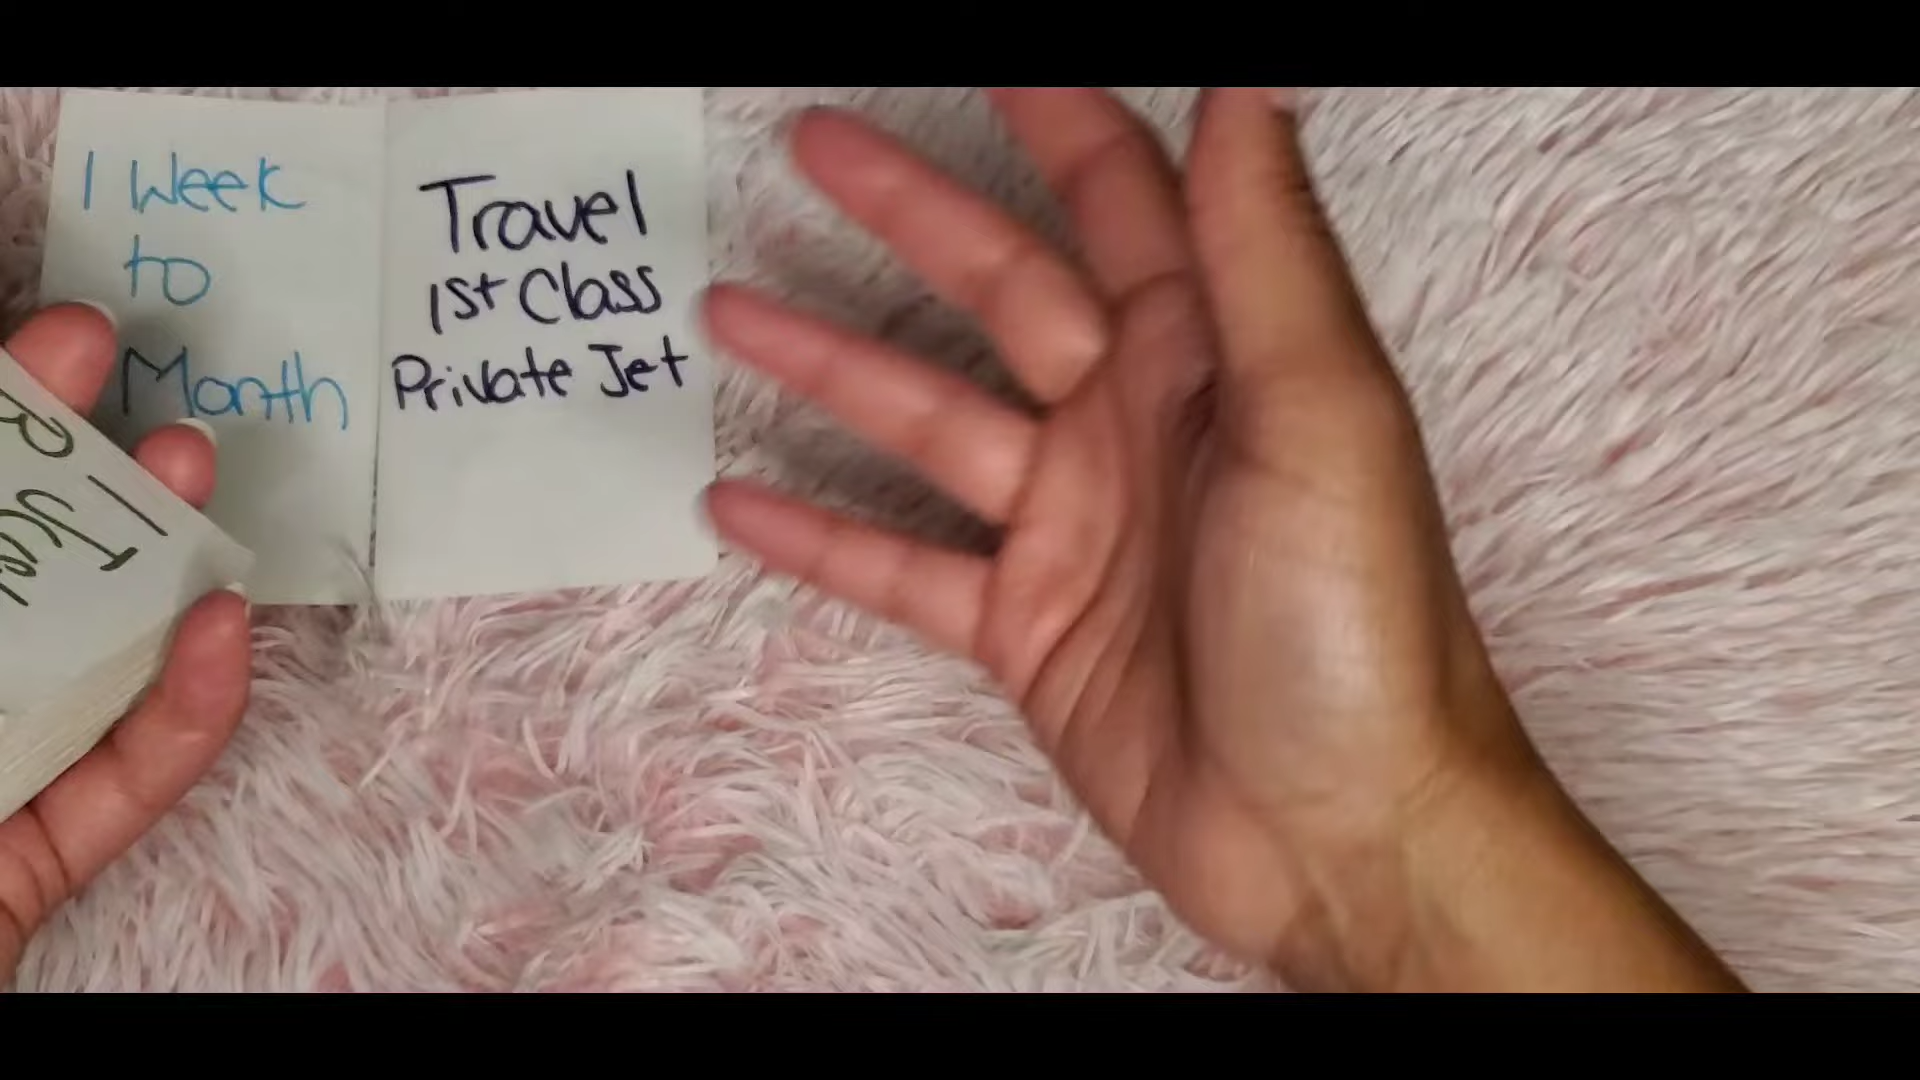 1 Week
to
Month
Travel
1st Class
Private Jet